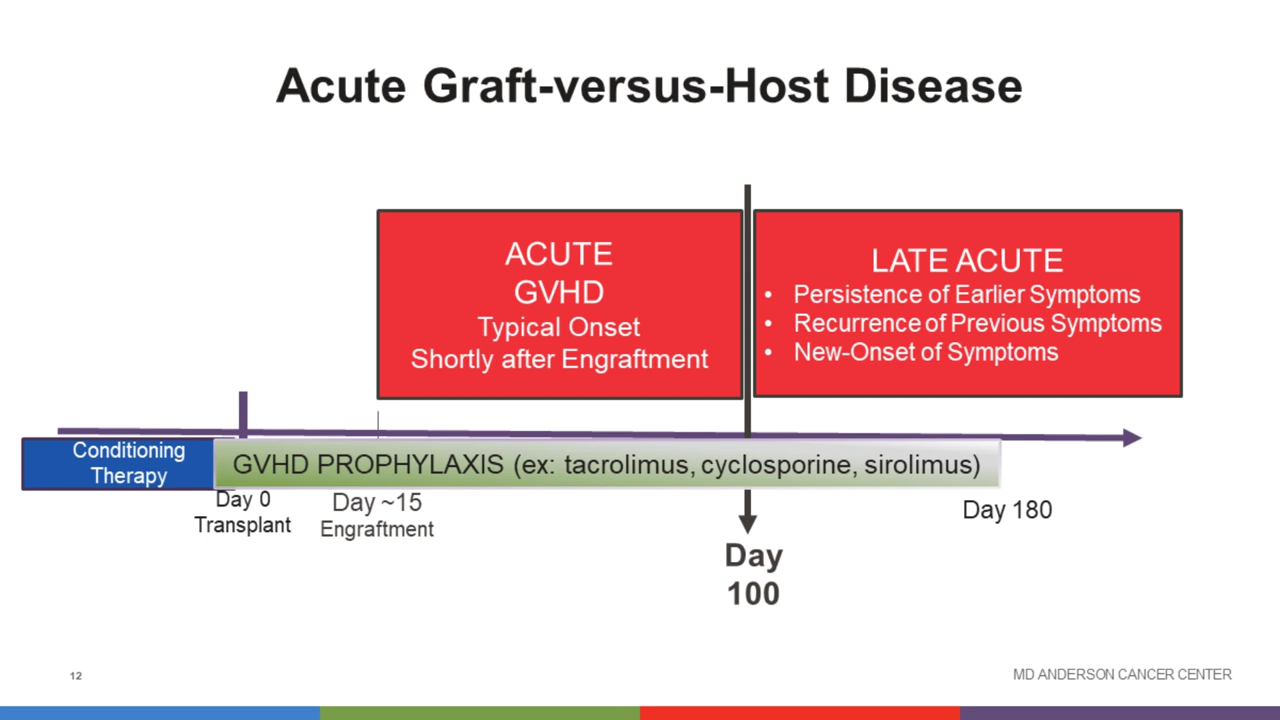 Acute Graft-versus-Host Disease
ACUTE
GVHD
Typical Onset
Shortly after Engraftment
LATE ACUTE
• Persistence of Earlier Symptoms
• Recurrence of Previous Symptoms
• New-Onset of Symptoms
Conditioning
Therapy
GVHD PROPHYLAXIS (ex: tacrolimus, cyclosporine, sirolimus)
Day 0
Transplant
Day ~15
Engraftment
Day
100
Day 180
12
MD ANDERSON CANCER CENTER